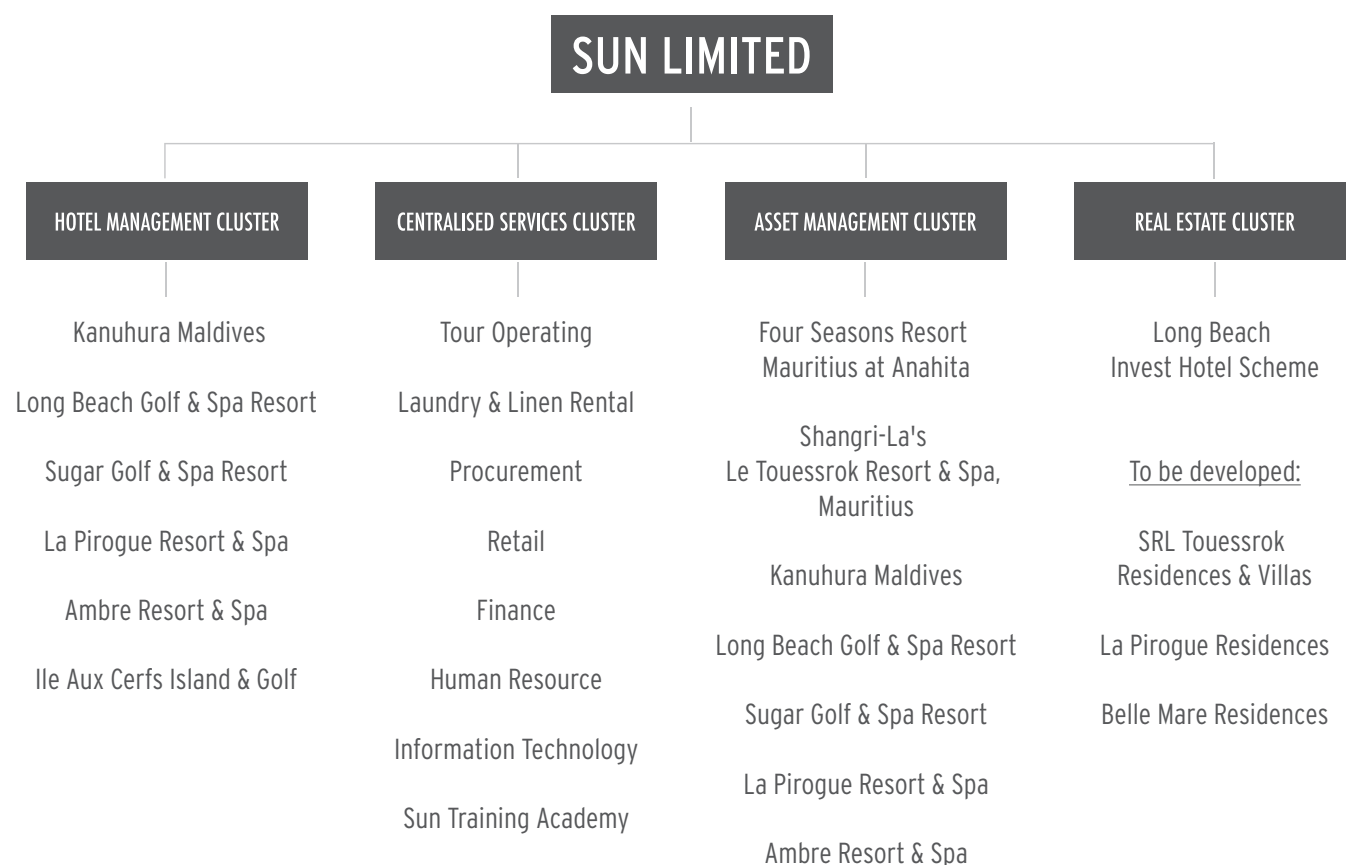 SUN LIMITED
HOTEL MANAGEMENT CLUSTER
Kanuhura Maldives
Long Beach Golf & Spa Resort
Sugar Golf & Spa Resort
La Pirogue Resort & Spa
Ambre Resort & Spa
Ile Aux Cerfs Island & Golf
CENTRALISED SERVICES CLUSTER
Tour Operating
Laundry & Linen Rental
Procurement
Retail
Finance
Human Resource
Information Technology
Sun Training Academy
ASSET MANAGEMENT CLUSTER
Four Seasons Resort
Mauritius at Anahita
Shangri-La's
Le Touessrok Resort & Spa,
Mauritius
Kanuhura Maldives
Long Beach Golf & Spa Resort
Sugar Golf & Spa Resort
La Pirogue Resort & Spa
Ambre Resort & Spa
REAL ESTATE CLUSTER
Long Beach
Invest Hotel Scheme
To be developed:
SRL Touessrok
Residences & Villas
La Pirogue Residences
Belle Mare Residences